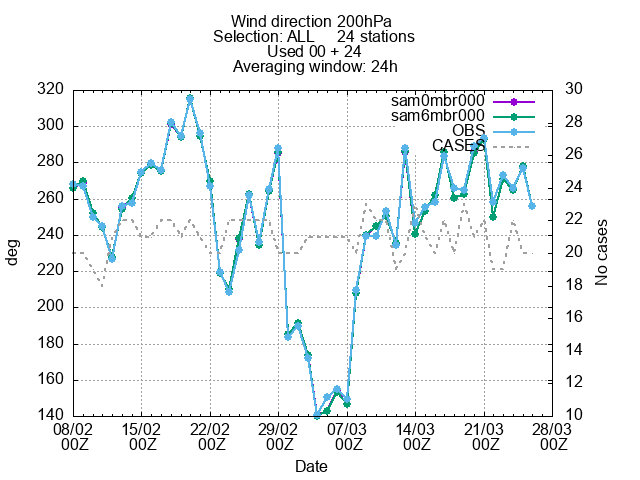 Wind direction 200hPa
Selection: ALL 24 stations
Used 00 + 24
Averaging window: 24h
sam0mbr000
sam6mbr000
OBS
CASES
deg
320
300
280
260
240
220
200
180
160
140
No cases
30
28
26
24
22
20
18
16
14
12
10
08/02 15/02 22/02 29/02 07/03 14/03 21/03 28/03
00Z 00Z 00Z 00Z 00Z 00Z 00Z 00Z
Date